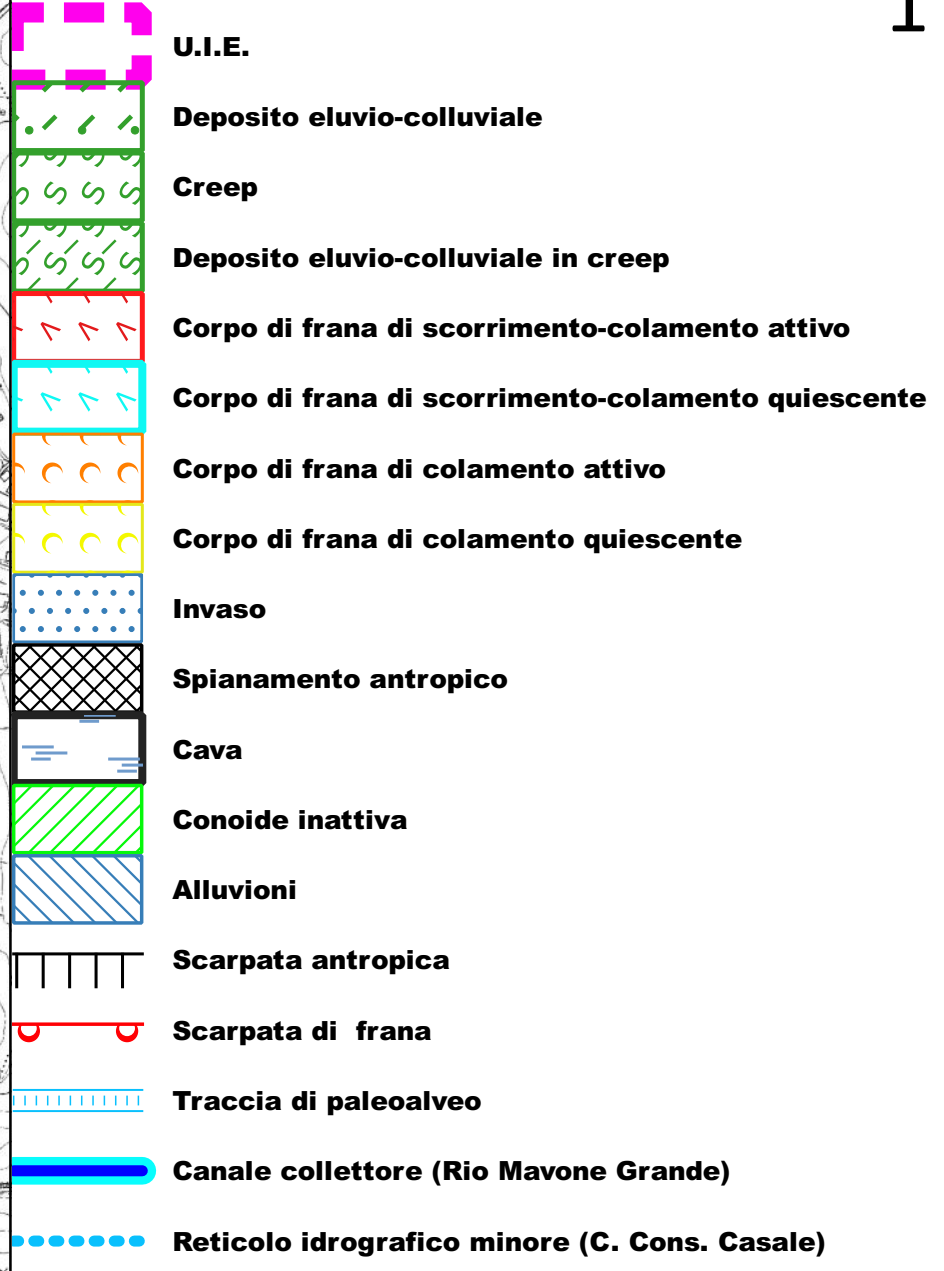 U.I.E.
Deposito eluvio-colluviale
Creep
Deposito eluvio-colluviale in creep
Corpo di frana di scorrimento-colamento attivo
Corpo di frana di scorrimento-colamento quiescente
Corpo di frana di colamento attivo
Corpo di frana di colamento quiescente
Invaso
Spianamento antropico
Cava
Conoide inattiva
Alluvioni
Scarpata antropica
Scarpata di  frana
Traccia di paleoalveo
Canale collettore (Rio Mavone Grande)
Reticolo idrografico minore (C. Cons. Casale)